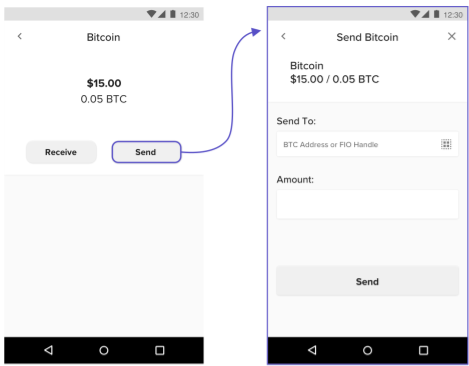 12:30
Bitcoin
$15.00
0.05 BTC
Receive
Send
12:30
Send Bitcoin
Bitcoin
$15.00 / 0.05 BTC
Send To:
BTC Address or FIO Handle
Amount:
Send